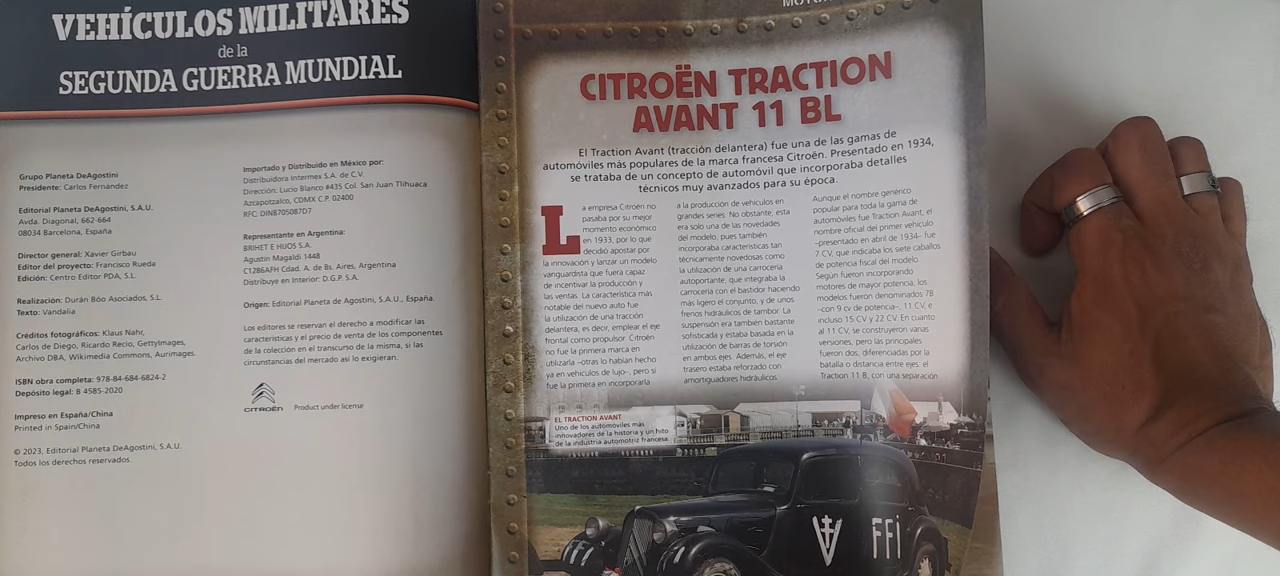 VEHÍCULOS MILITARES
de la
SEGUNDA GUERRA MUNDIAL
Grupo Planeta DeAgostini
Presidente: Carlos Fernández
Editorial Planeta DeAgostini, S.A.U.
Avda. Diagonal, 662-664
08034 Barcelona, España
Director general: Xavier Girbau
Editor del proyecto: Francisco Rueda
Edición: Centro Editor PDA, S.L.
Realización: Durán Bóo Asociados, S.L.
Texto: Vandalia
Créditos fotográficos: Klaus Nahr,
Carlos de Diego, Ricardo Recio, GettyImages,
Archivo DBA, Wikimedia Commons, Aurimages.
ISBN obra completa: 978-84-684-6824-2
Depósito legal: B 4585-2020
Impreso en España/China
Printed in Spain/China
© 2023, Editorial Planeta DeAgostini, S.A.U.
Todos los derechos reservados.
Importado y Distribuido en México por:
Distribuidora Intermex S.A. de C.V.
Dirección: Lucio Blanco #435 Col. San Juan Tlihuaca
Azcapotzalco, CDMX C.P. 02400
RFC: DIN8705087D7
Representante en Argentina:
BRIHET E HIJOS S.A.
Agustin Magaldi 1448
C1286AFH Cdad. A. de Bs. Aires, Argentina
Distribuye en Interior: D.G.P. S.A.
Origen: Editorial Planeta de Agostini, S.A.U., España.
Los editores se reservan el derecho a modificar las
características y el precio de venta de los componentes
de la colección en el transcurso de la misma, si las
circunstancias del mercado así lo exigieran.
CITROËN Product under license
CITROËN TRACTION
AVANT 11 BL
El Traction Avant (tracción delantera) fue una de las gamas de
automóviles más populares de la marca francesa Citroën. Presentado en 1934,
se trataba de un concepto de automóvil que incorporaba detalles
técnicos muy avanzados para su época.
La empresa Citroën no
pasaba por su mejor
momento económico
en 1933, por lo que
decidió apostar por
la innovación y lanzar un modelo
vanguardista que fuera capaz
de incentivar la producción y
las ventas. La característica más
notable del nuevo auto fue
la utilización de una tracción
delantera, es decir, emplear el eje
frontal como propulsor. Citroën
no fue la primera marca en
utilizarla –otras lo habían hecho
ya en vehículos de lujo–, pero sí
fue la primera en incorporarla
a la producción de vehículos en
grandes series. No obstante, esta
era solo una de las novedades
del modelo, pues también
incorporaba características tan
técnicamente novedosas como
la utilización de una carrocería
autoportante, que integraba la
carrocería con el bastidor haciendo
más ligero el conjunto, y de unos
frenos hidráulicos de tambor. La
suspensión era también bastante
sofisticada y estaba basada en la
utilización de barras de torsión
en ambos ejes. Además, el eje
trasero estaba reforzado con
amortiguadores hidráulicos.
Aunque el nombre genérico
popular para toda la gama de
automóviles fue Traction Avant, el
nombre oficial del primer vehículo
–presentado en abril de 1934– fue
7 CV, que indicaba los siete caballos
de potencia fiscal del modelo.
Según fueron incorporando
motores de mayor potencia, los
modelos fueron denominados 7B
–con 9 cv de potencia–, 11 CV, e
incluso 15 CV y 22 CV. En cuanto
al 11 CV, se construyeron varias
versiones, pero las principales
fueron dos, diferenciadas por la
batalla o distancia entre ejes: el
Traction 11 B, con una separación
EL TRACTION AVANT
Uno de los automóviles más
innovadores de la historia y un hito
de la industria automotriz francesa.
V FFI